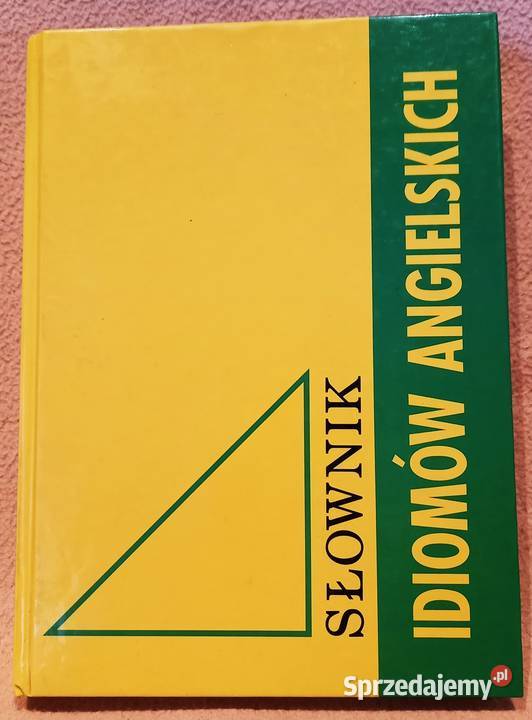 SŁOWNIK
IDIOMÓW ANGIELSKICH
Sprzedajemy.pl